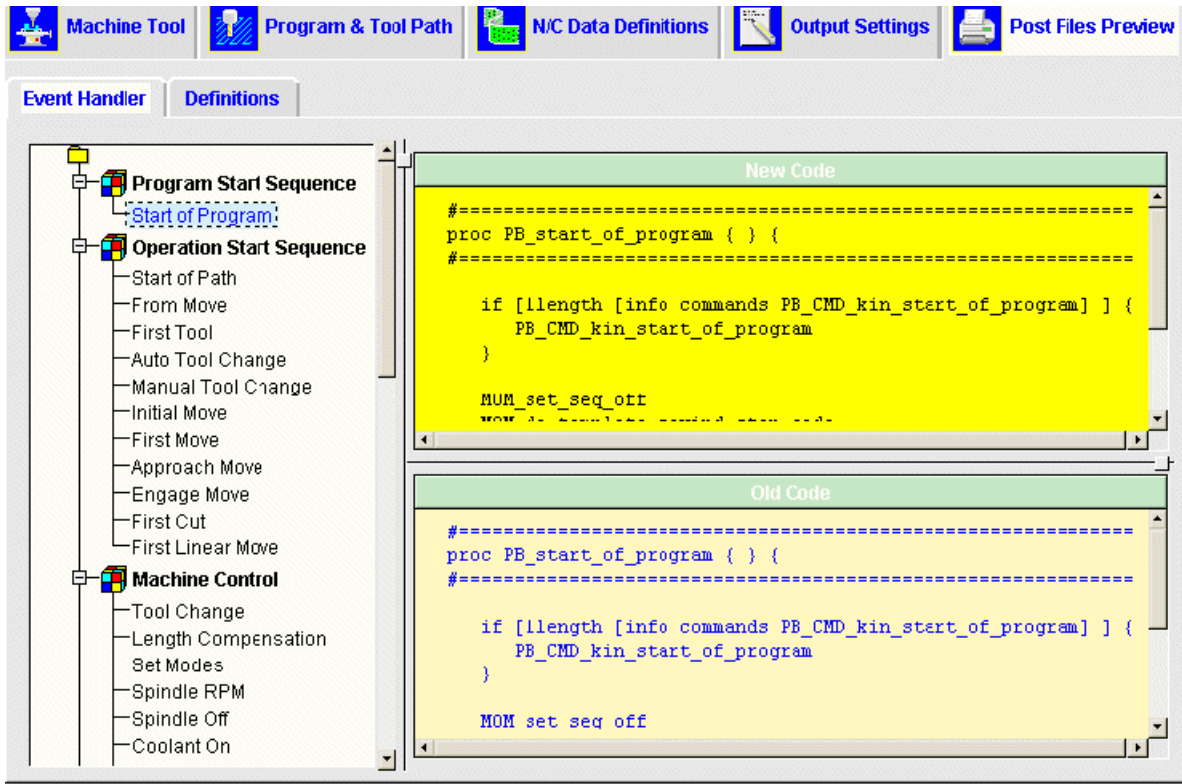 Machine Tool Program & Tool Path N/C Data Definitions Output Settings Post Files Preview
Event Handler Definitions
Program Start Sequence
Start of Program
Operation Start Sequence
Start of Path
From Move
First Tool
Auto Tool Change
Manual Tool Change
Initial Move
First Move
Approach Move
Engage Move
First Cut
First Linear Move
Machine Control
Tool Change
Length Compensation
Set Modes
Spindle RPM
Spindle Off
Coolant On
New Code
#============================================================
proc PB_start_of_program { } {
#============================================================
if [llength [info commands PB_CMD_kin_start_of_program] ] {
PB_CMD_kin_start_of_program
}
MOM_set_seq_off
Old Code
#============================================================
proc PB_start_of_program { } {
#============================================================
if [llength [info commands PB_CMD_kin_start_of_program] ] {
PB_CMD_kin_start_of_program
}
MOM_set_seq_off